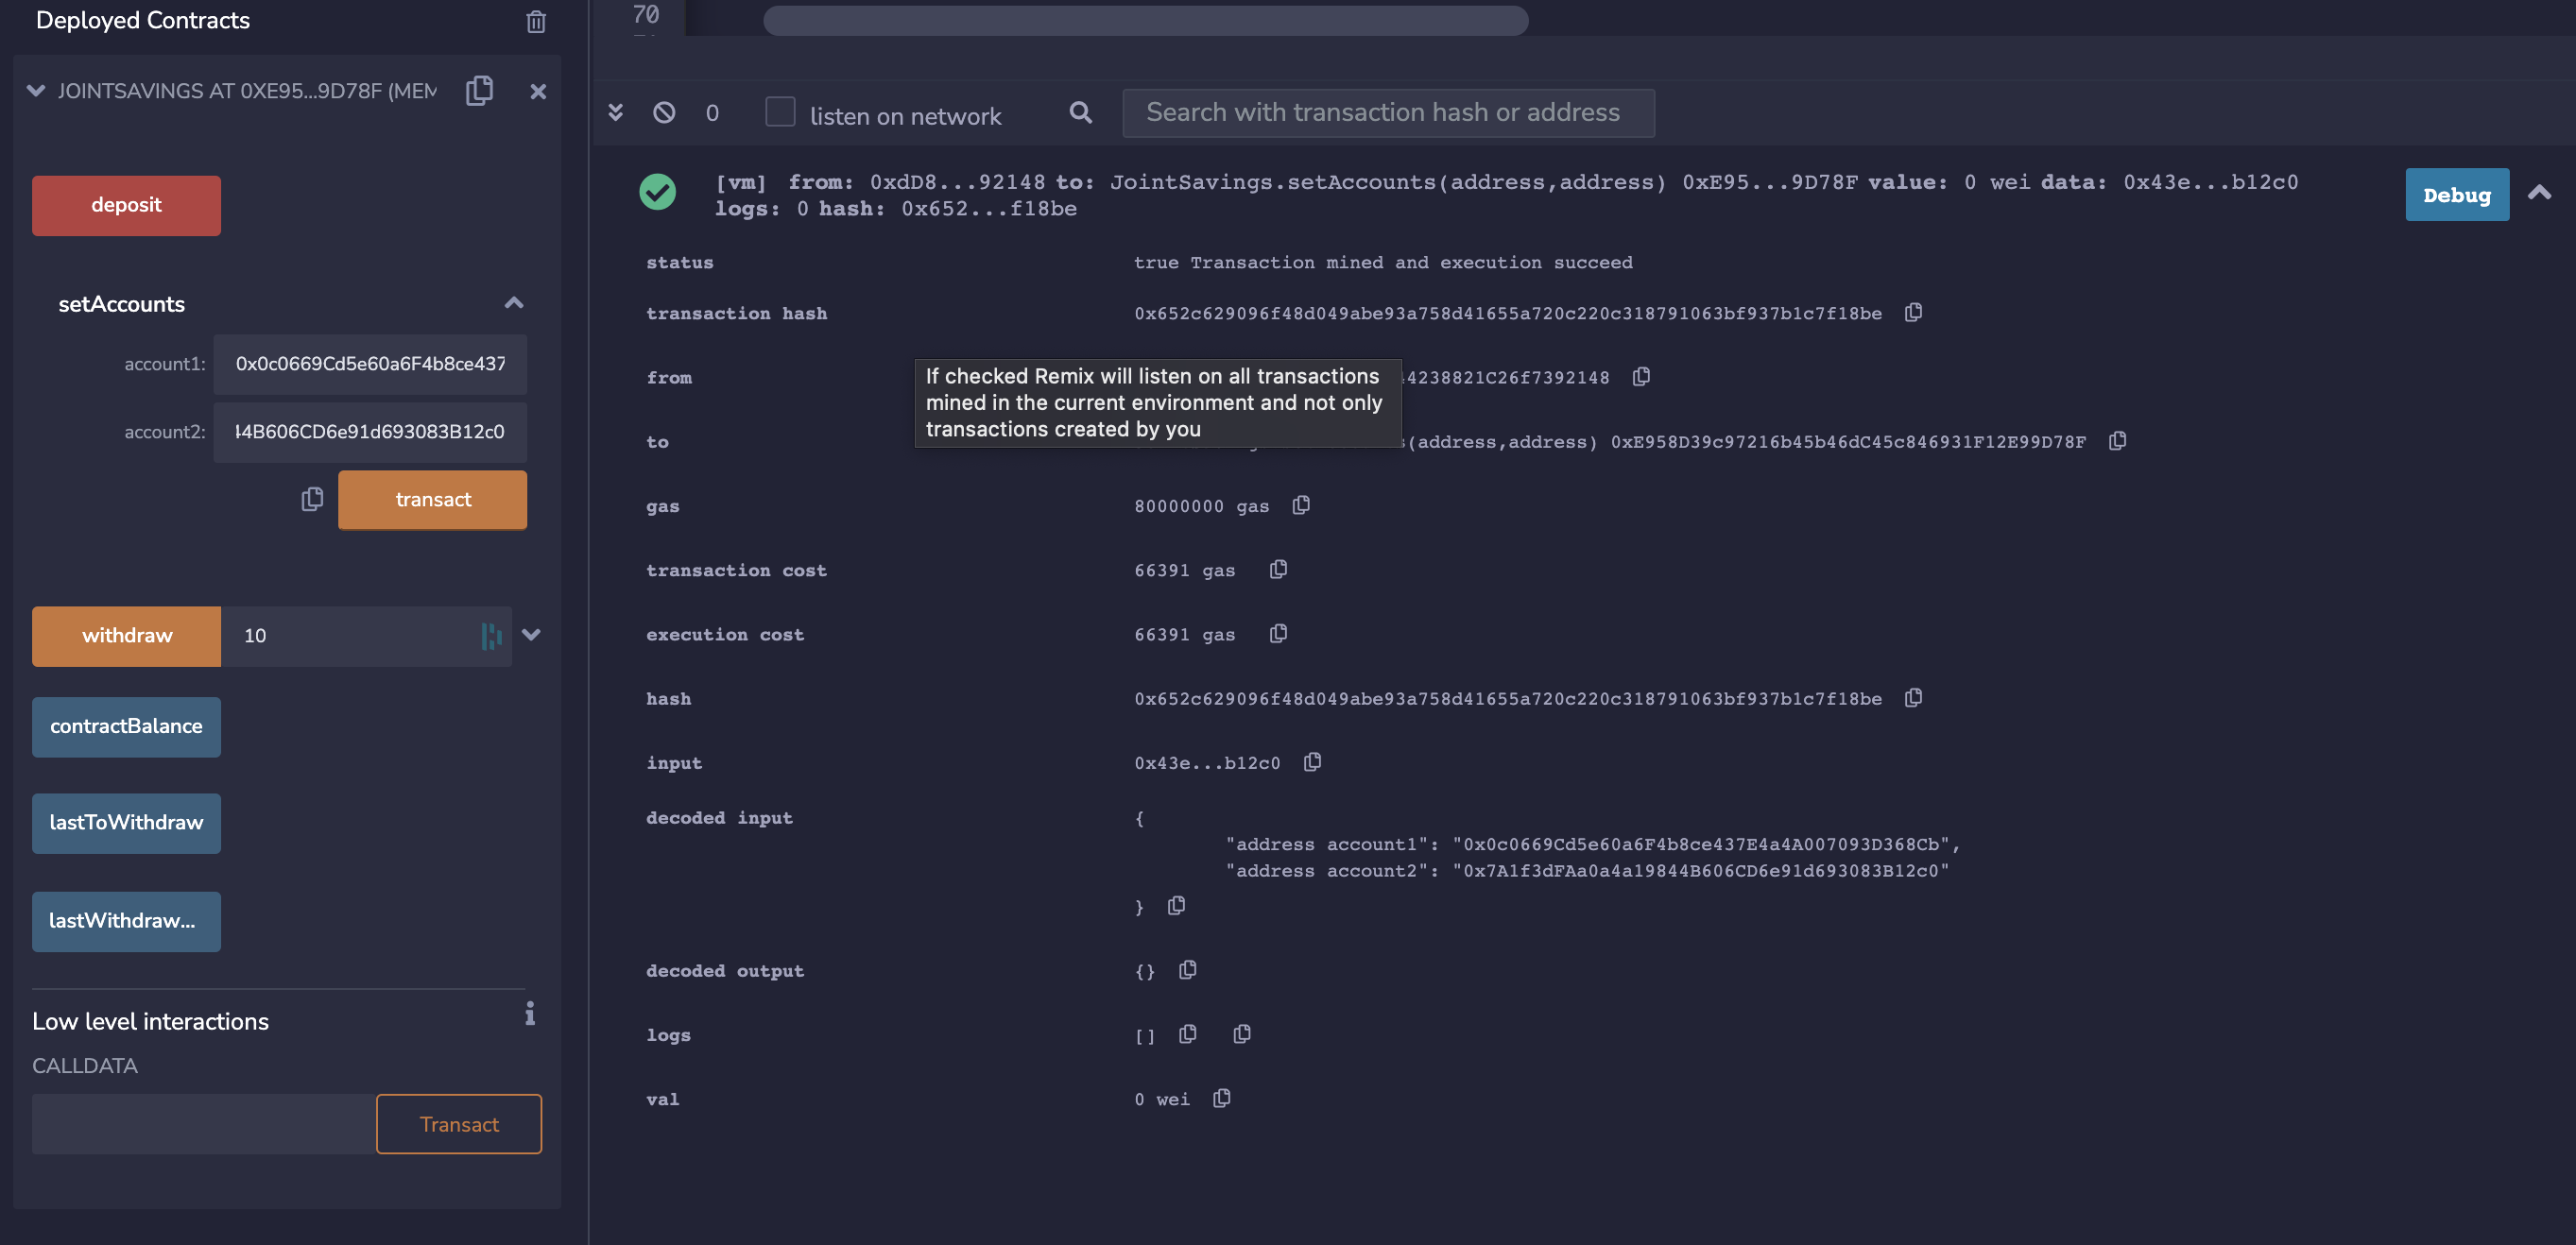 Deployed Contracts
JOINTSAVINGS AT 0XE95...9D78F (MEM
deposit
setAccounts
account1: 0x0c0669Cd5e60a6F4b8ce437
account2: 44B606CD6e91d693083B12c0
transact
withdraw 10
contractBalance
lastToWithdraw
lastWithdraw...
Low level interactions
CALLDATA
Transact
70
0 listen on network Search with transaction hash or address
[vm] from: 0xdD8...92148 to: JointSavings.setAccounts(address,address) 0xE95...9D78F value: 0 wei data: 0x43e...b12c0
logs: 0 hash: 0x652...f18be
Debug
status true Transaction mined and execution succeed
transaction hash 0x652c629096f48d049abe93a758d41655a720c220c318791063bf937b1c7f18be
from 44238821C26f7392148
If checked Remix will listen on all transactions
mined in the current environment and not only
transactions created by you
to (address,address) 0xE958D39c97216b45b46dC45c846931F12E99D78F
gas 80000000 gas
transaction cost 66391 gas
execution cost 66391 gas
hash 0x652c629096f48d049abe93a758d41655a720c220c318791063bf937b1c7f18be
input 0x43e...b12c0
decoded input {
"address account1": "0x0c0669Cd5e60a6F4b8ce437E4a4A007093D368Cb",
"address account2": "0x7A1f3dFAa0a4a19844B606CD6e91d693083B12c0"
}
decoded output {}
logs []
val 0 wei